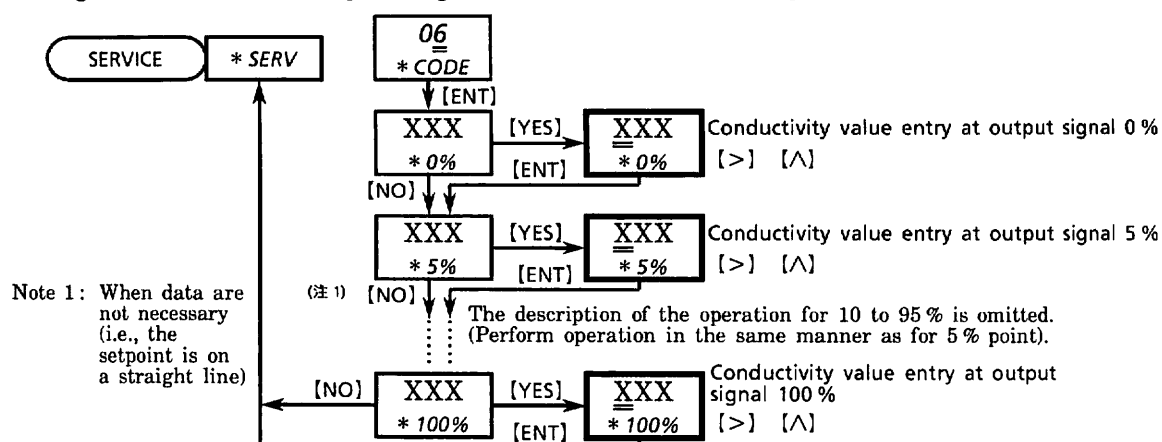 SERVICE
* SERV
06
* CODE
[ENT]
XXX
* 0%
[YES]
[ENT]
XXX
* 0%
Conductivity value entry at output signal 0 %
[>] [∧]
[NO]
XXX
* 5%
[YES]
[ENT]
XXX
* 5%
Conductivity value entry at output signal 5 %
[>] [∧]
Note 1: When data are
not necessary
(i.e., the
setpoint is on
a straight line)
(注 1)
[NO]
The description of the operation for 10 to 95 % is omitted.
(Perform operation in the same manner as for 5 % point).
[NO]
XXX
* 100%
[YES]
[ENT]
XXX
* 100%
Conductivity value entry at output
signal 100 %
[>] [∧]